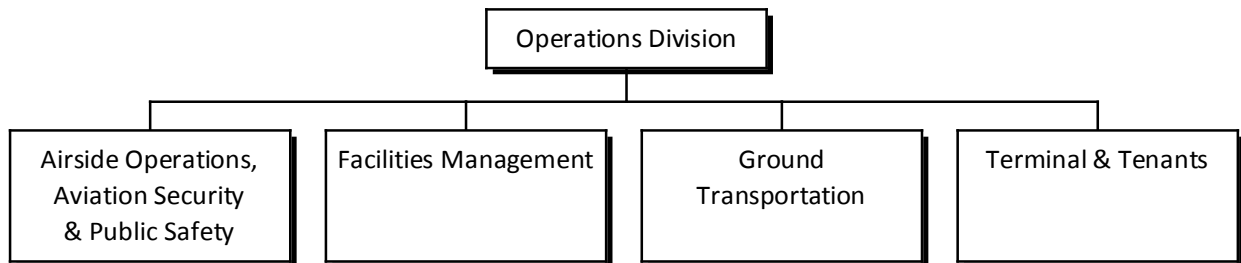 Operations Division
Airside Operations,
Aviation Security
& Public Safety
Facilities Management
Ground
Transportation
Terminal & Tenants